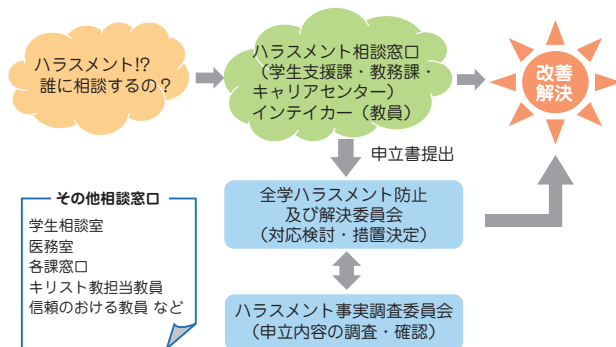 ハラスメント!?
誰に相談するの？
ハラスメント相談窓口
（学生支援課・教務課・
キャリアセンター）
インテイカー（教員）
改善
解決
申立書提出
全学ハラスメント防止
及び解決委員会
（対応検討・措置決定）
ハラスメント事実調査委員会
（申立内容の調査・確認）
その他相談窓口
学生相談室
医務室
各課窓口
キリスト教担当教員
信頼のおける教員 など